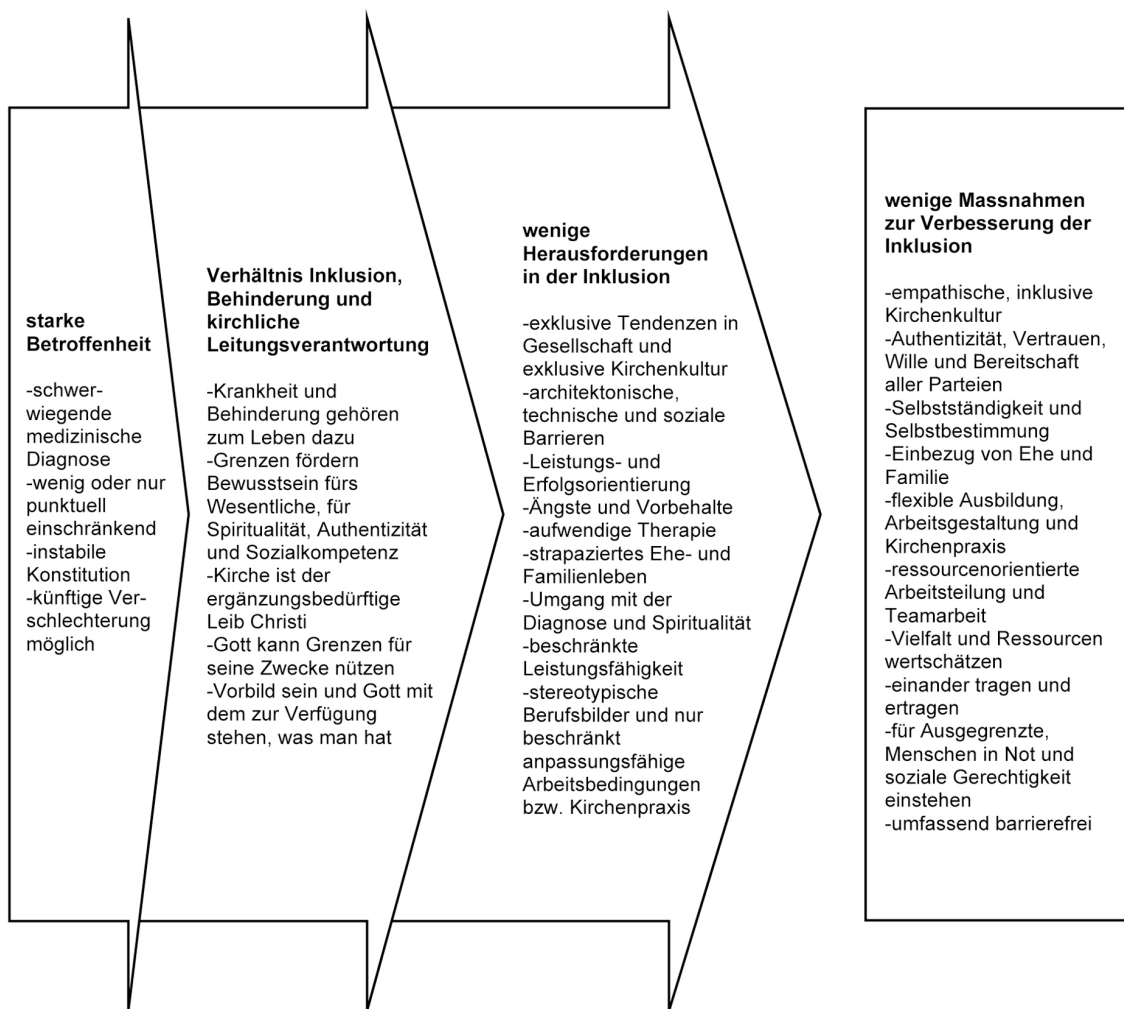 starke
Betroffenheit
-schwer-
wiegende
medizinische
Diagnose
-wenig oder nur
punktuell
einschränkend
-instabile
Konstitution
-künftige Ver-
schlechterung
möglich
Verhältnis Inklusion,
Behinderung und
kirchliche
Leitungsverantwortung
-Krankheit und
Behinderung gehören
zum Leben dazu
-Grenzen fördern
Bewusstsein fürs
Wesentliche, für
Spiritualität, Authentizität
und Sozialkompetenz
-Kirche ist der
ergänzungsbedürftige
Leib Christi
-Gott kann Grenzen für
seine Zwecke nützen
-Vorbild sein und Gott mit
dem zur Verfügung
stehen, was man hat
wenige
Herausforderungen
in der Inklusion
-exklusive Tendenzen in
Gesellschaft und
exklusive Kirchenkultur
-architektonische,
technische und soziale
Barrieren
-Leistungs- und
Erfolgsorientierung
-Ängste und Vorbehalte
-aufwendige Therapie
-strapaziertes Ehe- und
Familienleben
-Umgang mit der
Diagnose und Spiritualität
-beschränkte
Leistungsfähigkeit
-stereotypische
Berufsbilder und nur
beschränkt
anpassungsfähige
Arbeitsbedingungen
bzw. Kirchenpraxis
wenige Massnahmen
zur Verbesserung der
Inklusion
-empathische, inklusive
Kirchenkultur
-Authentizität, Vertrauen,
Wille und Bereitschaft
aller Parteien
-Selbstständigkeit und
Selbstbestimmung
-Einbezug von Ehe und
Familie
-flexible Ausbildung,
Arbeitsgestaltung und
Kirchenpraxis
-ressourcenorientierte
Arbeitsteilung und
Teamarbeit
-Vielfalt und Ressourcen
wertschätzen
-einander tragen und
ertragen
-für Ausgegrenzte,
Menschen in Not und
soziale Gerechtigkeit
einstehen
-umfassend barrierefrei